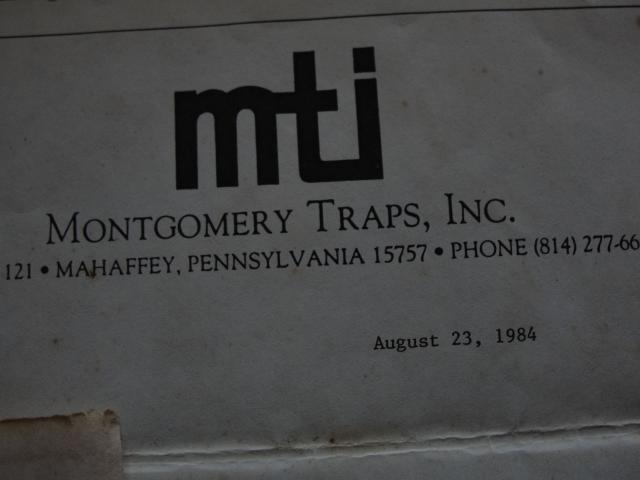 mti
MONTGOMERY TRAPS, INC.
121 • MAHAFFEY, PENNSYLVANIA 15757 • PHONE (814) 277-66
August 23, 1984